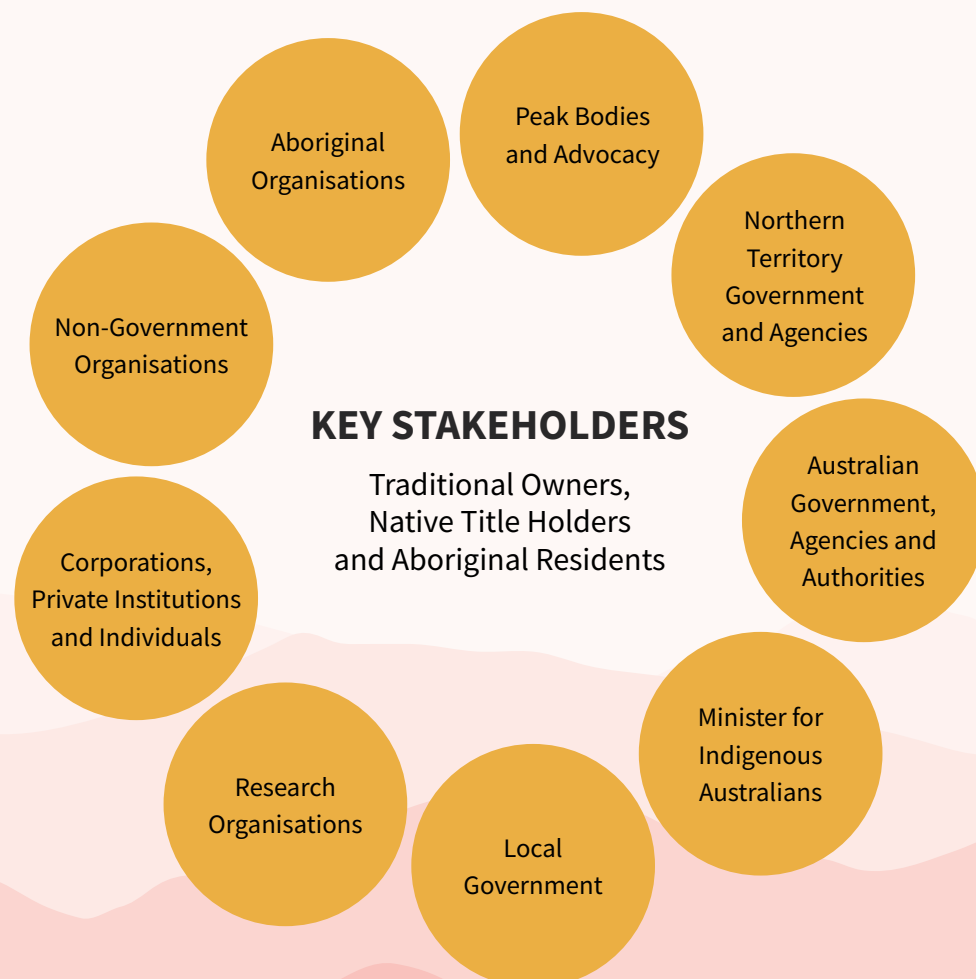 Peak Bodies
and Advocacy
Aboriginal
Organisations
Northern
Territory
Government
and Agencies
Non-Government
Organisations
KEY STAKEHOLDERS
Traditional Owners,
Native Title Holders
and Aboriginal Residents
Australian
Government,
Agencies and
Authorities
Corporations,
Private Institutions
and Individuals
Minister for
Indigenous
Australians
Research
Organisations
Local
Government